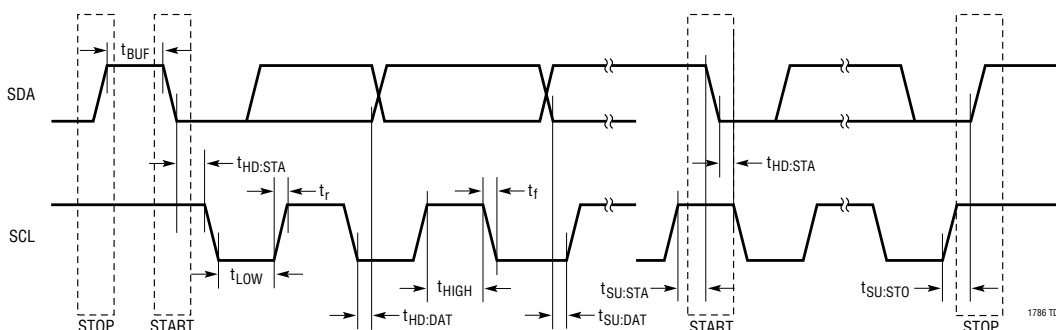 tBUF
SDA
tHD:STA
tHD:STA
tr
tf
SCL
tLOW
tHIGH
tSU:STA
tSU:STO
tHD:DAT
tSU:DAT
STOP
START
START
STOP
1786